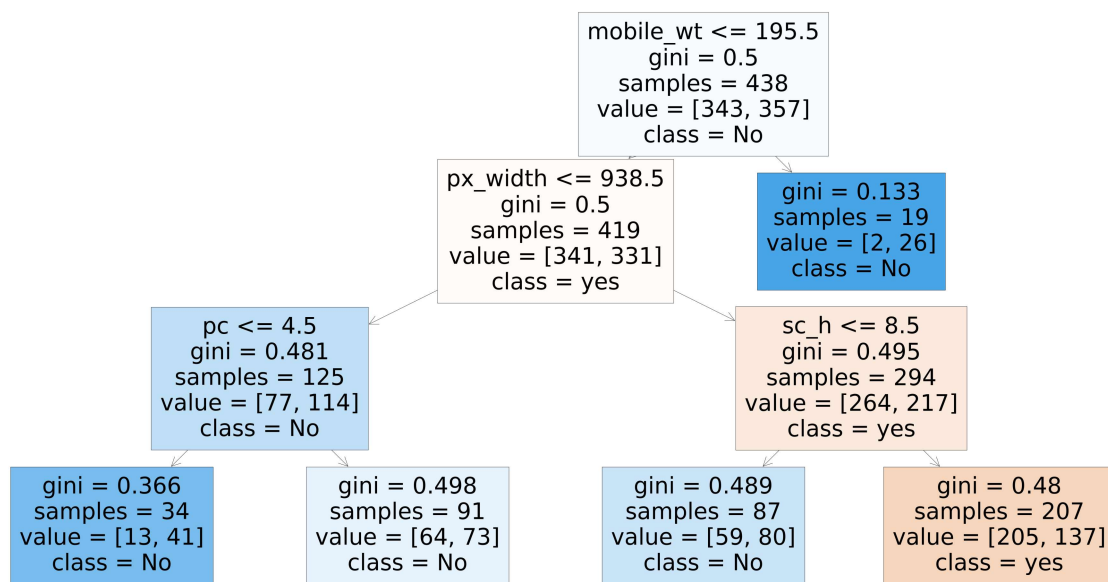 mobile_wt <= 195.5
gini = 0.5
samples = 438
value = [343, 357]
class = No
px_width <= 938.5
gini = 0.5
samples = 419
value = [341, 331]
class = yes
gini = 0.133
samples = 19
value = [2, 26]
class = No
pc <= 4.5
gini = 0.481
samples = 125
value = [77, 114]
class = No
sc_h <= 8.5
gini = 0.495
samples = 294
value = [264, 217]
class = yes
gini = 0.366
samples = 34
value = [13, 41]
class = No
gini = 0.498
samples = 91
value = [64, 73]
class = No
gini = 0.489
samples = 87
value = [59, 80]
class = No
gini = 0.48
samples = 207
value = [205, 137]
class = yes